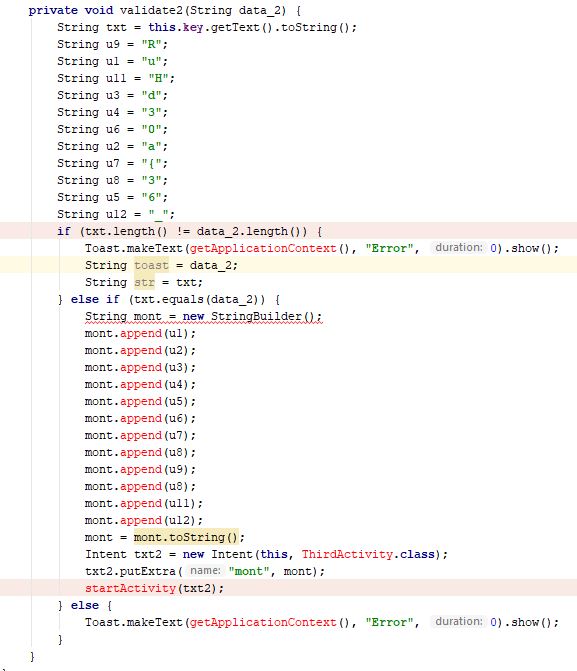 private void validate2(String data_2) {
String txt = this.key.getText().toString();
String u9 = "R";
String u1 = "u";
String u11 = "H";
String u3 = "d";
String u4 = "3";
String u6 = "0";
String u2 = "a";
String u7 = "{";
String u8 = "3";
String u5 = "6";
String u12 = "_";
if (txt.length() != data_2.length()) {
Toast.makeText(getApplicationContext(), "Error", duration: 0).show();
String toast = data_2;
String str = txt;
} else if (txt.equals(data_2)) {
String mont = new StringBuilder();
mont.append(u1);
mont.append(u2);
mont.append(u3);
mont.append(u4);
mont.append(u5);
mont.append(u6);
mont.append(u7);
mont.append(u8);
mont.append(u9);
mont.append(u8);
mont.append(u11);
mont.append(u12);
mont = mont.toString();
Intent txt2 = new Intent(this, ThirdActivity.class);
txt2.putExtra( name: "mont", mont);
startActivity(txt2);
} else {
Toast.makeText(getApplicationContext(), "Error", duration: 0).show();
}
}